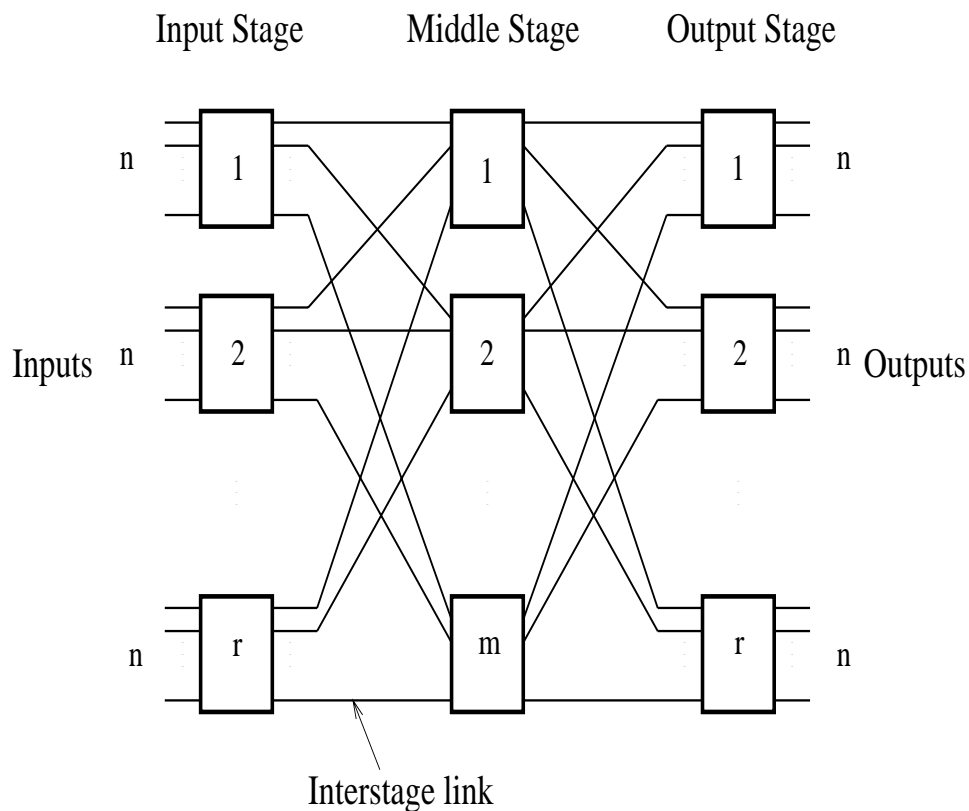 Input Stage Middle Stage Output Stage
n 1 1 1 n
Inputs n 2 2 2 n Outputs
n r m r n
Interstage link